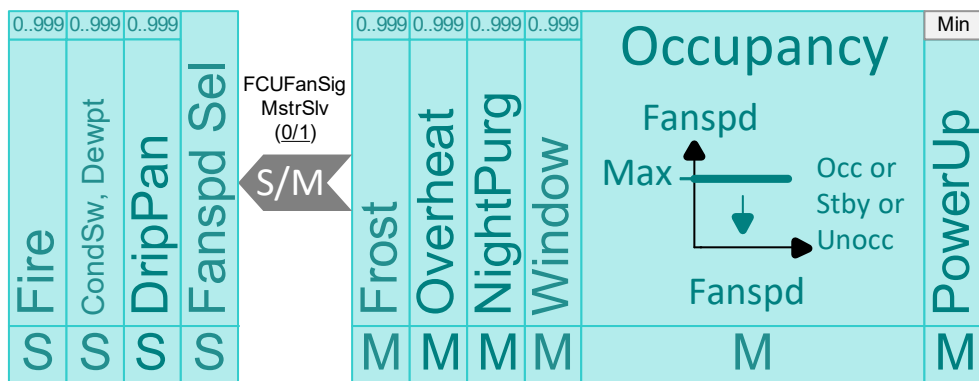 0..999 0..999 0..999
Fire
CondSw, Dewpt
DripPan
Fanspd Sel
S S S S
FCUFanSig
MstrSlv
(0/1)
S/M
0..999 0..999 0..999 0..999
Frost
Overheat
NightPurg
Window
Occupancy
Fanspd
Max
Occ or
Stby or
Unocc
Fanspd
Min
PowerUp
M M M M M M